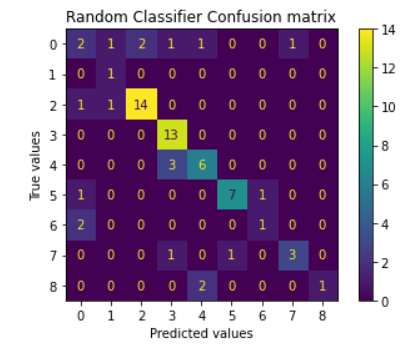 Random Classifier Confusion matrix
0 2 1 2 1 1 0 0 1 0
1 0 1 0 0 0 0 0 0 0
2 1 1 14 0 0 0 0 0 0
3 0 0 0 13 0 0 0 0 0
4 0 0 0 3 6 0 0 0 0
5 1 0 0 0 0 7 1 0 0
6 2 0 0 0 0 0 1 0 0
7 0 0 0 1 0 1 0 3 0
8 0 0 0 0 2 0 0 0 1
0 1 2 3 4 5 6 7 8
Predicted values
True values
14
12
10
8
6
4
2
0